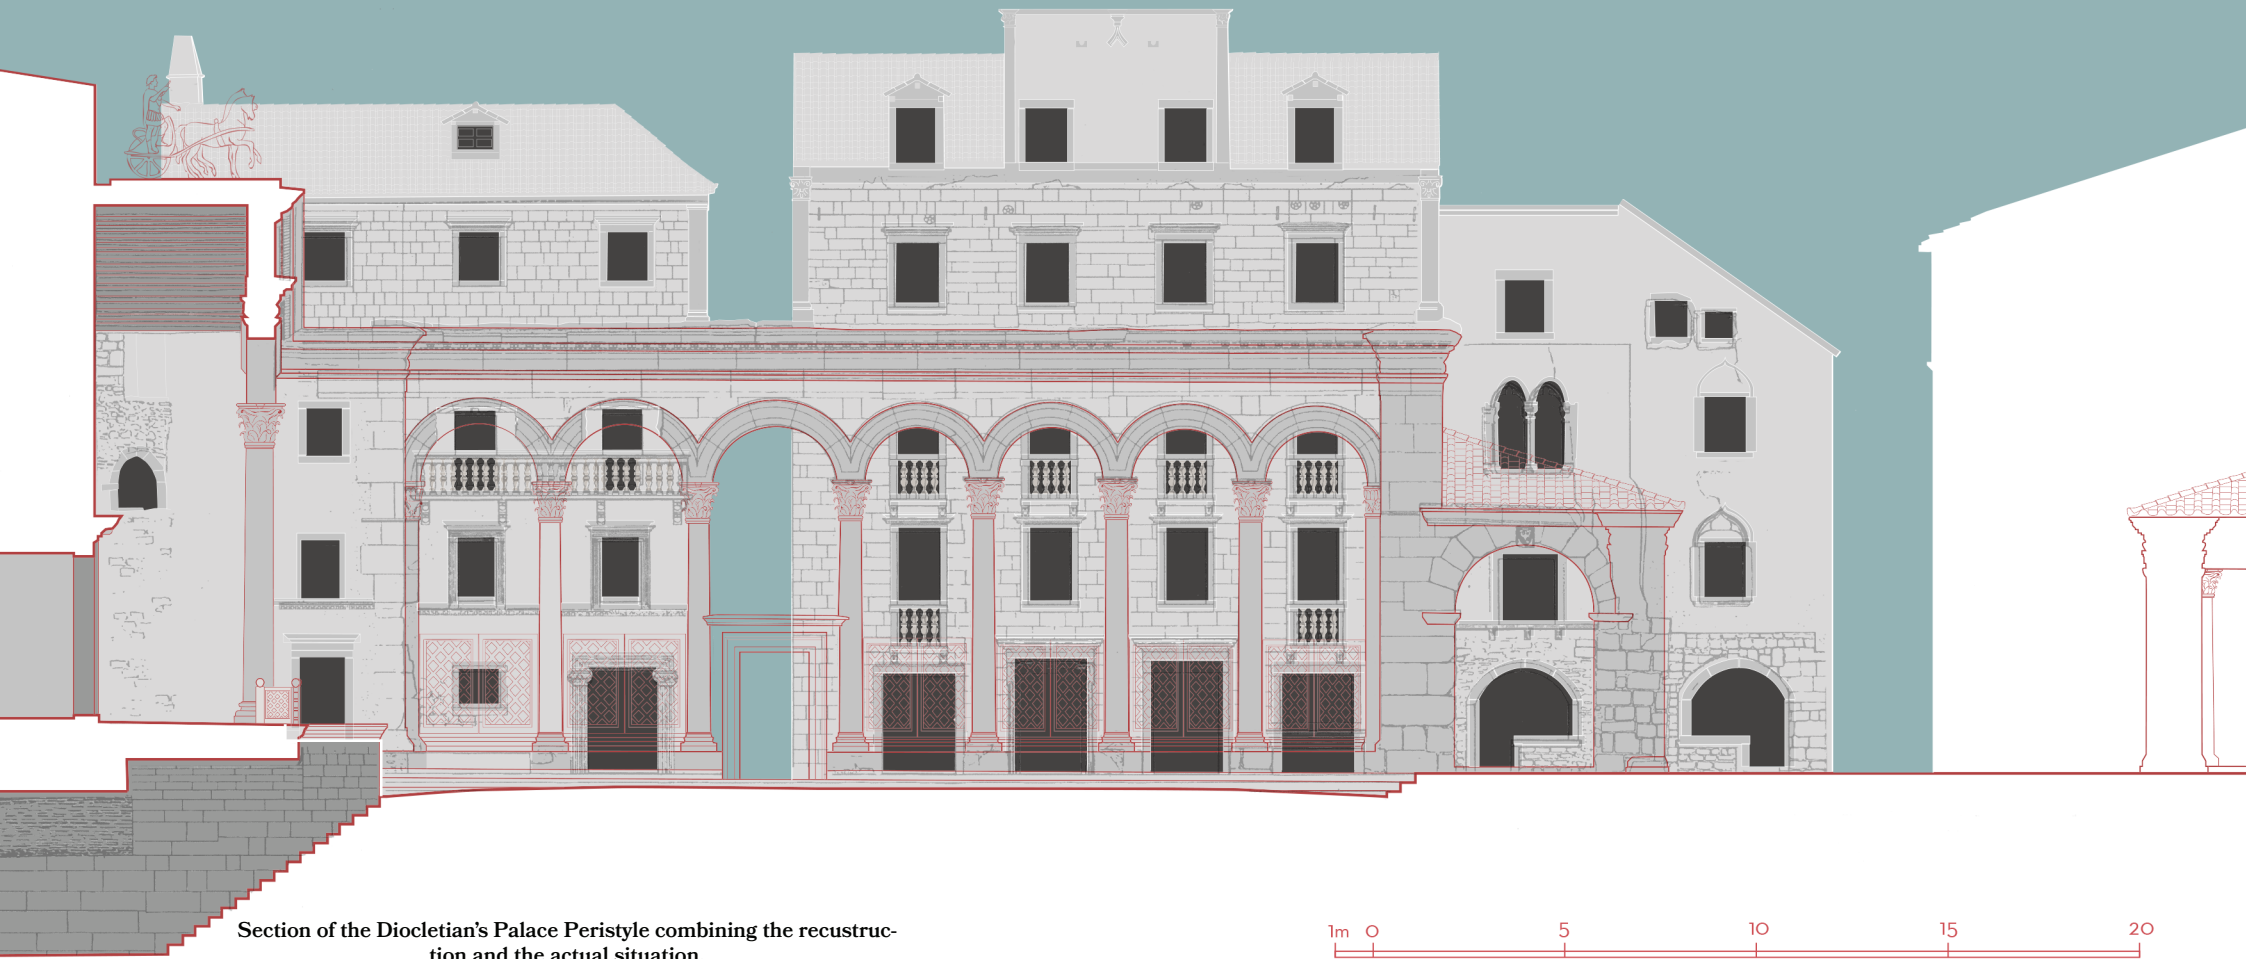 Section of the Diocletian's Palace Peristyle combining the recustruc-
tion and the actual situation
1m 0 5 10 15 20